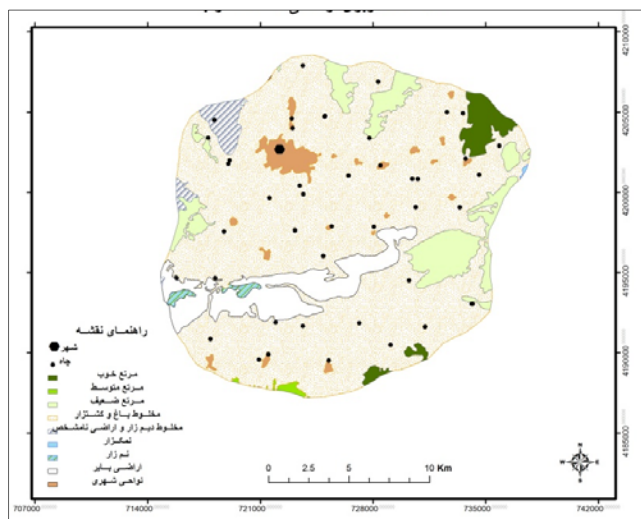 4210000
4205000
4200000
4195000
4190000
4185000
راهنمـای نقشـــه
شهر
چاه
مرتع خوب
مرتع متوسط
مرتع ضعیف
مخلوط باغ و کشتزار
مخلوط دیم زار و اراضی نامشخص
نمکزار
نم زار
اراضی بایر
نواحی شهری
0 2.5 5 10 Km
N
W E
S
707000 714000 721000 728000 735000 742000